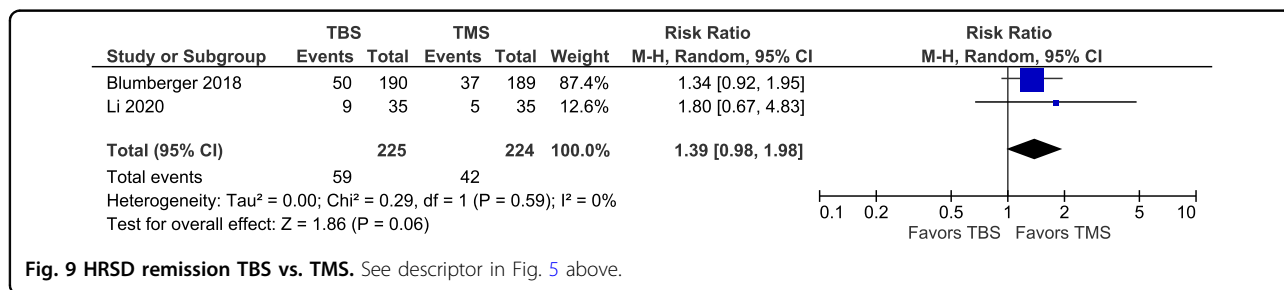 TBS TMS Risk Ratio Risk Ratio
Study or Subgroup Events Total Events Total Weight M-H, Random, 95% CI M-H, Random, 95% CI
Blumberger 2018 50 190 37 189 87.4% 1.34 [0.92, 1.95]
Li 2020 9 35 5 35 12.6% 1.80 [0.67, 4.83]
Total (95% CI) 225 224 100.0% 1.39 [0.98, 1.98]
Total events 59 42
Heterogeneity: Tau² = 0.00; Chi² = 0.29, df = 1 (P = 0.59); I² = 0%
Test for overall effect: Z = 1.86 (P = 0.06)
0.1 0.2 0.5 1 2 5 10
Favors TBS Favors TMS
Fig. 9 HRSD remission TBS vs. TMS. See descriptor in Fig. 5 above.